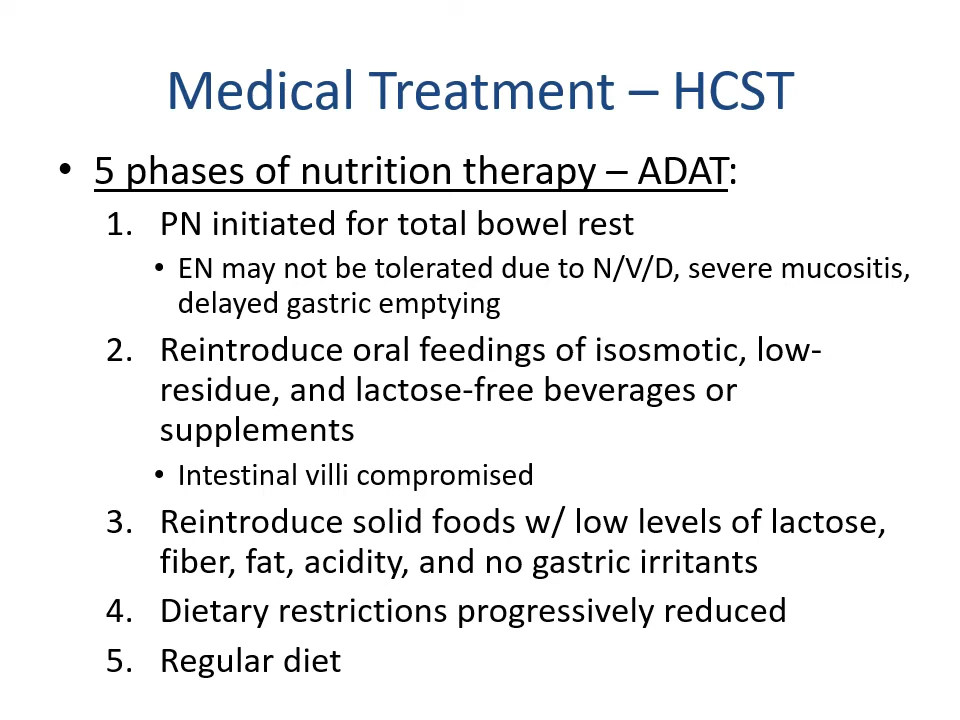 Medical Treatment – HCST
• 5 phases of nutrition therapy – ADAT:
1. PN initiated for total bowel rest
• EN may not be tolerated due to N/V/D, severe mucositis,
delayed gastric emptying
2. Reintroduce oral feedings of isosmotic, low-
residue, and lactose-free beverages or
supplements
• Intestinal villi compromised
3. Reintroduce solid foods w/ low levels of lactose,
fiber, fat, acidity, and no gastric irritants
4. Dietary restrictions progressively reduced
5. Regular diet